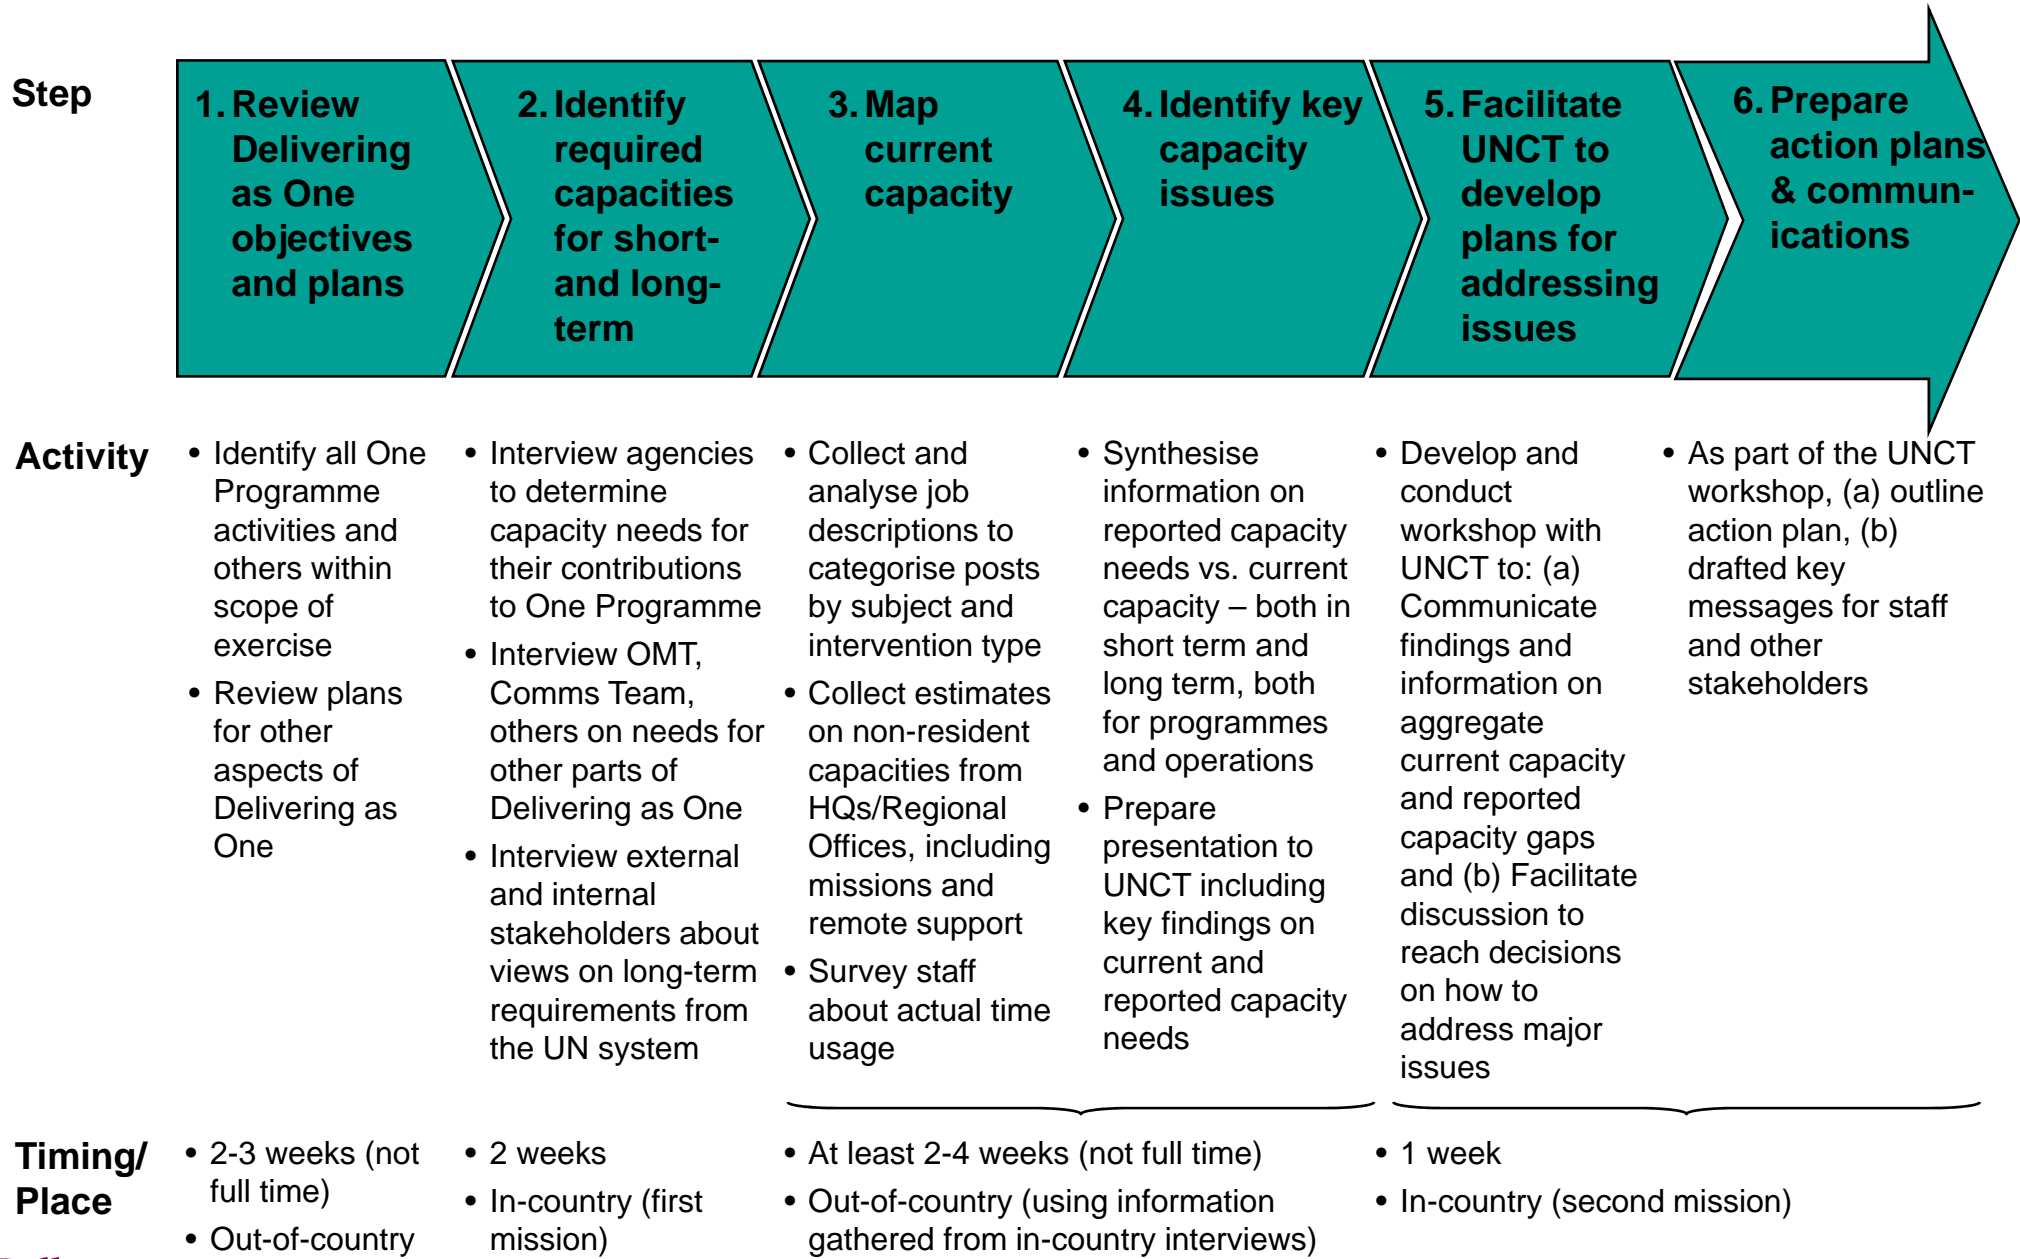 Step
1. Review
Delivering
as One
objectives
and plans
2. Identify
required
capacities
for short-
and long-
term
3. Map
current
capacity
4. Identify key
capacity
issues
5. Facilitate
UNCT to
develop
plans for
addressing
issues
6. Prepare
action plans
& commun-
ications
Activity
• Identify all One
Programme
activities and
others within
scope of
exercise
• Review plans
for other
aspects of
Delivering as
One
• Interview agencies
to determine
capacity needs for
their contributions
to One Programme
• Interview OMT,
Comms Team,
others on needs for
other parts of
Delivering as One
• Interview external
and internal
stakeholders about
views on long-term
requirements from
the UN system
• Collect and
analyse job
descriptions to
categorise posts
by subject and
intervention type
• Collect estimates
on non-resident
capacities from
HQs/Regional
Offices, including
missions and
remote support
• Survey staff
about actual time
usage
• Synthesise
information on
reported capacity
needs vs. current
capacity – both in
short term and
long term, both
for programmes
and operations
• Prepare
presentation to
UNCT including
key findings on
current and
reported capacity
needs
• Develop and
conduct
workshop with
UNCT to: (a)
Communicate
findings and
information on
aggregate
current capacity
and reported
capacity gaps
and (b) Facilitate
discussion to
reach decisions
on how to
address major
issues
• As part of the UNCT
workshop, (a) outline
action plan, (b)
drafted key
messages for staff
and other
stakeholders
Timing/
Place
• 2-3 weeks (not
full time)
• Out-of-country
• 2 weeks
• In-country (first
mission)
• At least 2-4 weeks (not full time)
• Out-of-country (using information
gathered from in-country interviews)
• 1 week
• In-country (second mission)